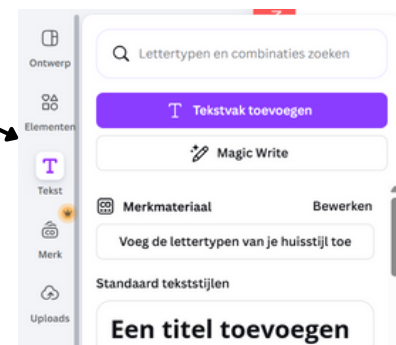 Ontwerp
Elementen
Tekst
Merk
Uploads
Lettertypen en combinaties zoeken
T Tekstvak toevoegen
Magic Write
Merkmateriaal Bewerken
Voeg de lettertypen van je huisstijl toe
Standaard tekststijlen
Een titel toevoegen